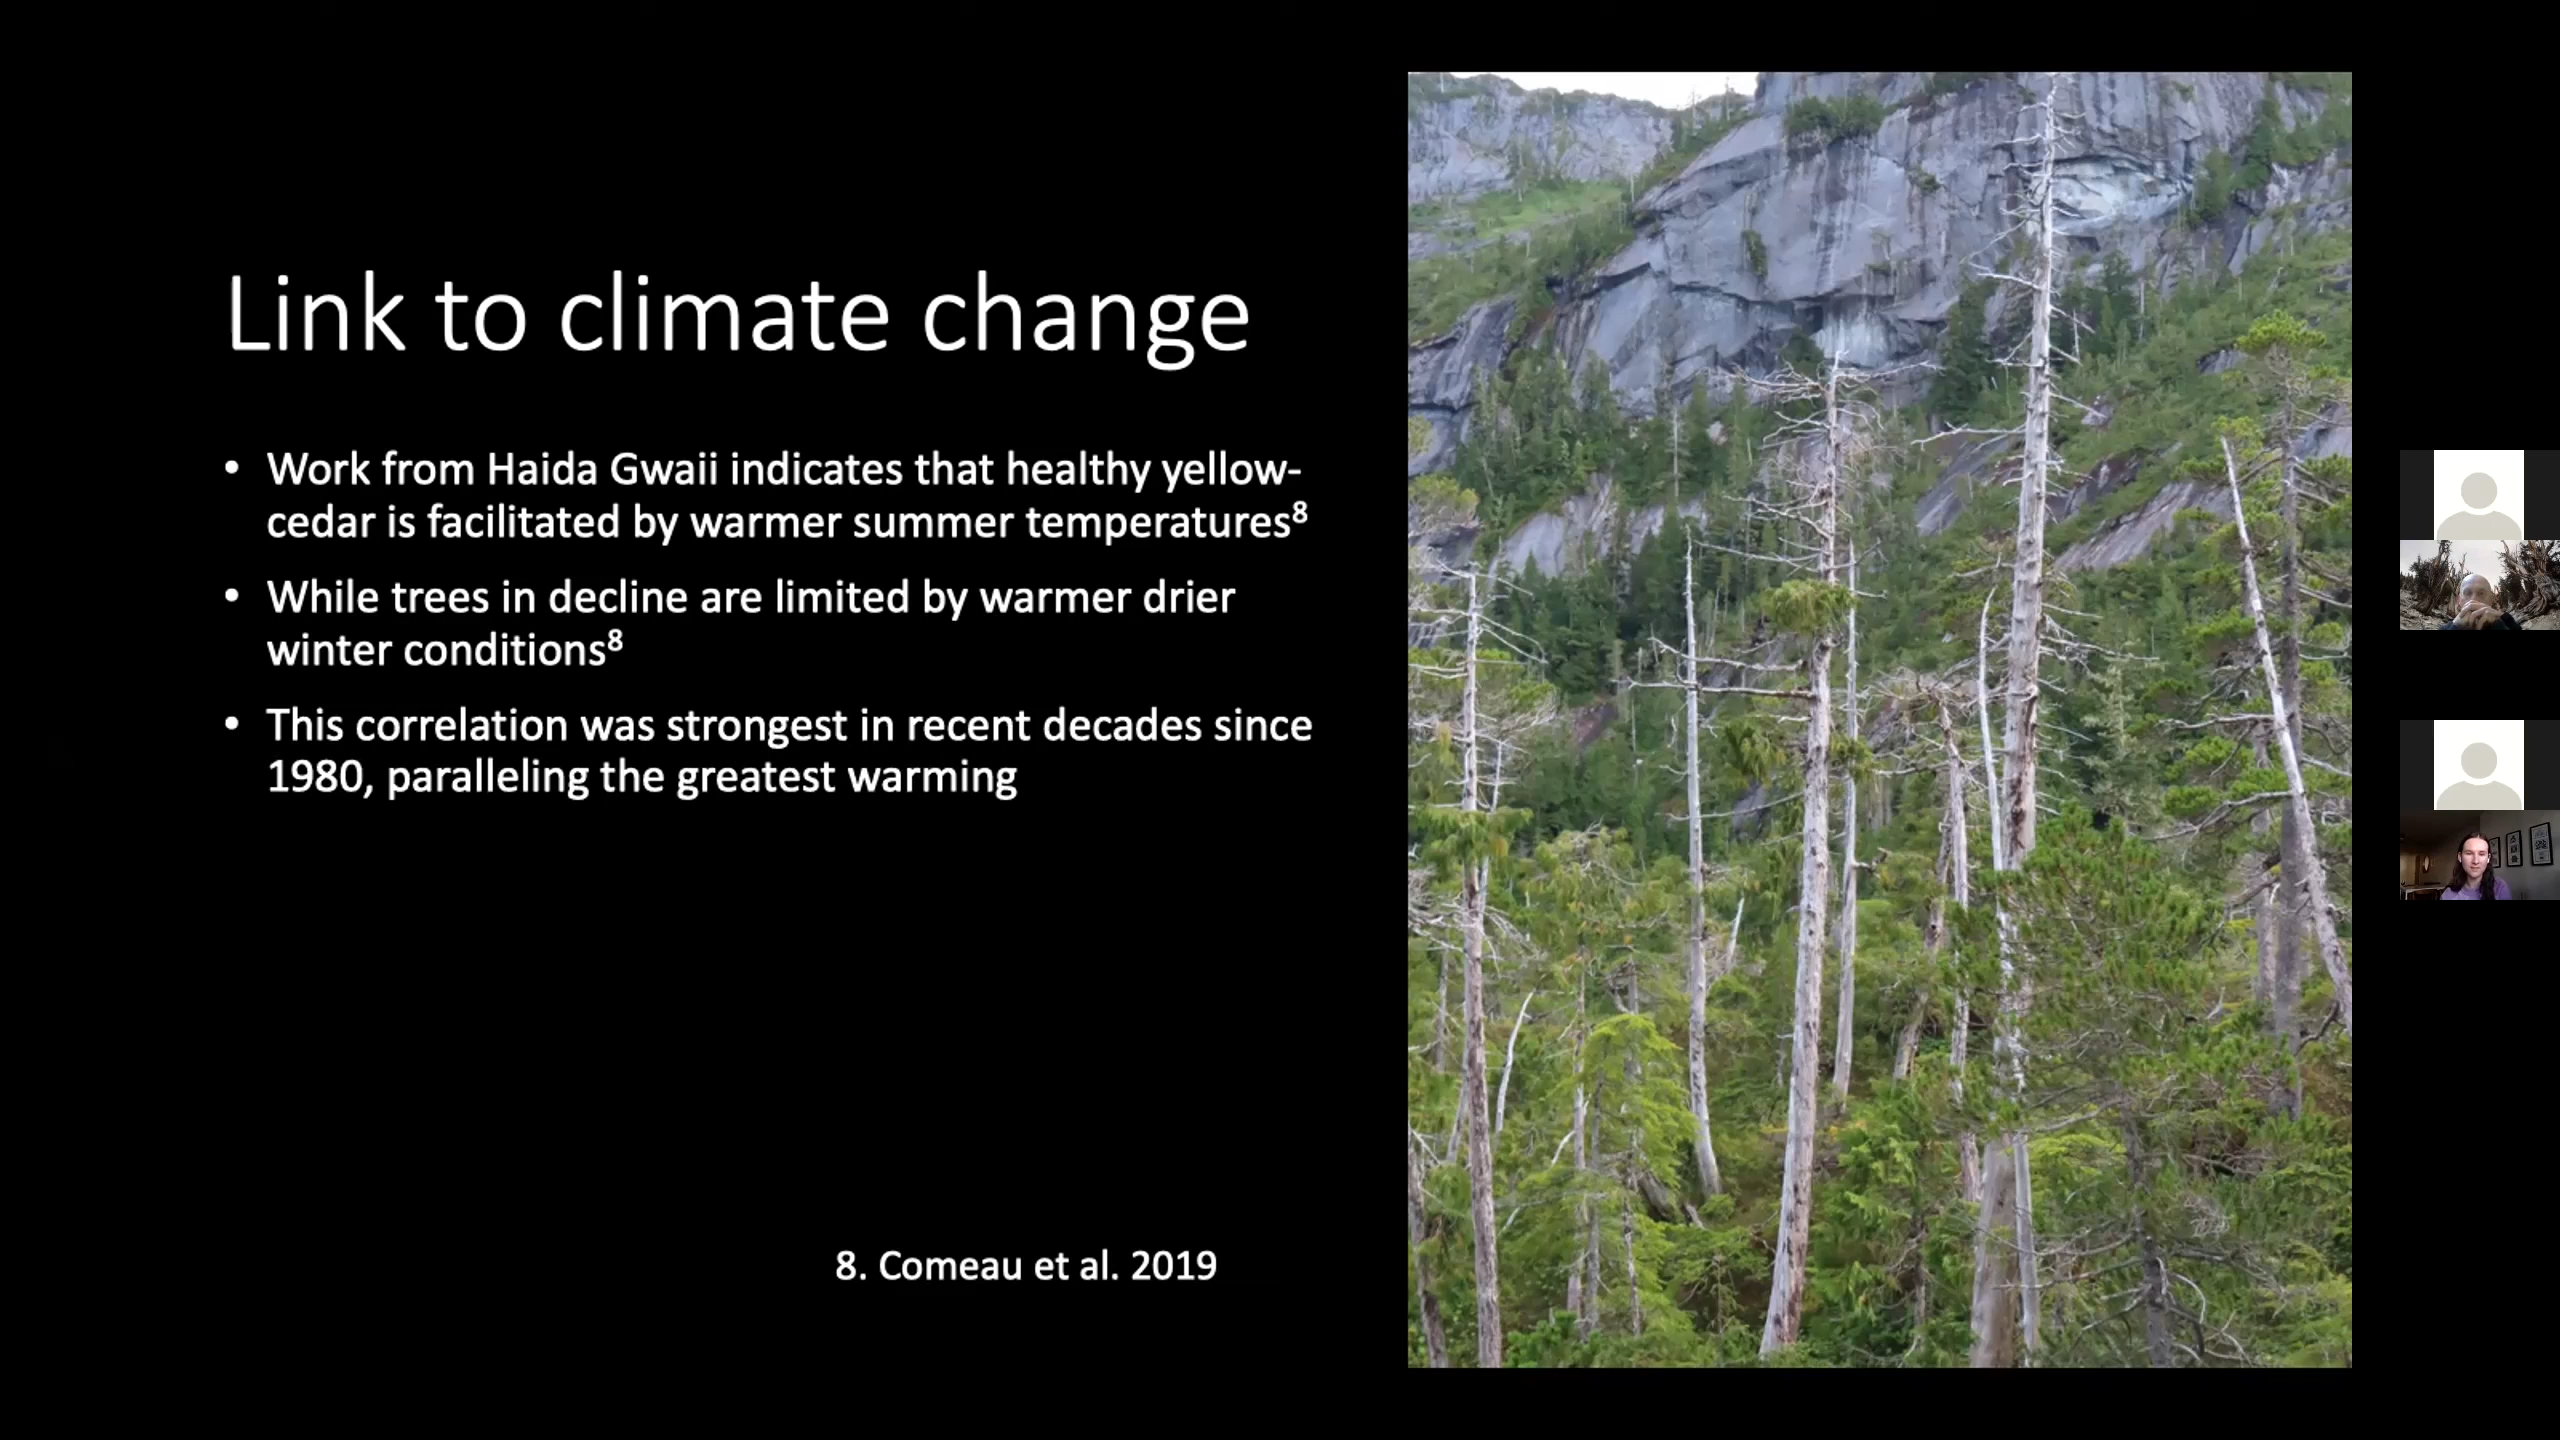 Link to climate change
• Work from Haida Gwaii indicates that healthy yellow-
cedar is facilitated by warmer summer temperatures⁸
• While trees in decline are limited by warmer drier
winter conditions⁸
• This correlation was strongest in recent decades since
1980, paralleling the greatest warming
8. Comeau et al. 2019